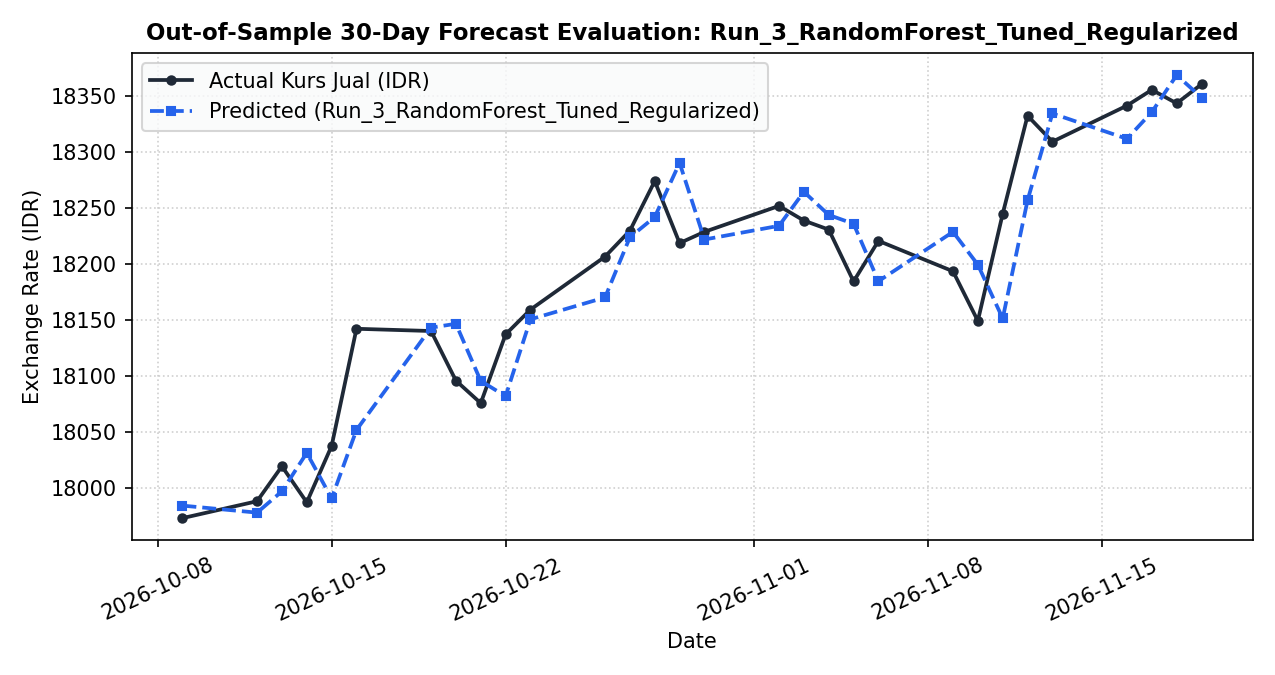 Out-of-Sample 30-Day Forecast Evaluation: Run_3_RandomForest_Tuned_Regularized
Actual Kurs Jual (IDR)
Predicted (Run_3_RandomForest_Tuned_Regularized)
Exchange Rate (IDR)
18350
18300
18250
18200
18150
18100
18050
18000
2026-10-08
2026-10-15
2026-10-22
2026-11-01
2026-11-08
2026-11-15
Date